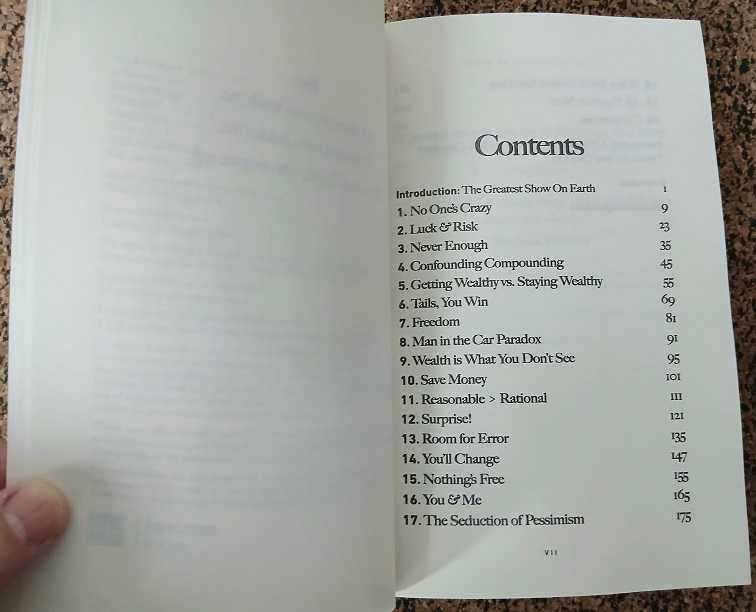 Contents
Introduction: The Greatest Show On Earth 1
1. No One's Crazy 9
2. Luck & Risk 23
3. Never Enough 35
4. Confounding Compounding 45
5. Getting Wealthy vs. Staying Wealthy 55
6. Tails, You Win 69
7. Freedom 81
8. Man in the Car Paradox 91
9. Wealth is What You Don't See 95
10. Save Money 101
11. Reasonable > Rational 111
12. Surprise! 121
13. Room for Error 135
14. You'll Change 147
15. Nothing's Free 155
16. You & Me 165
17. The Seduction of Pessimism 175
VII